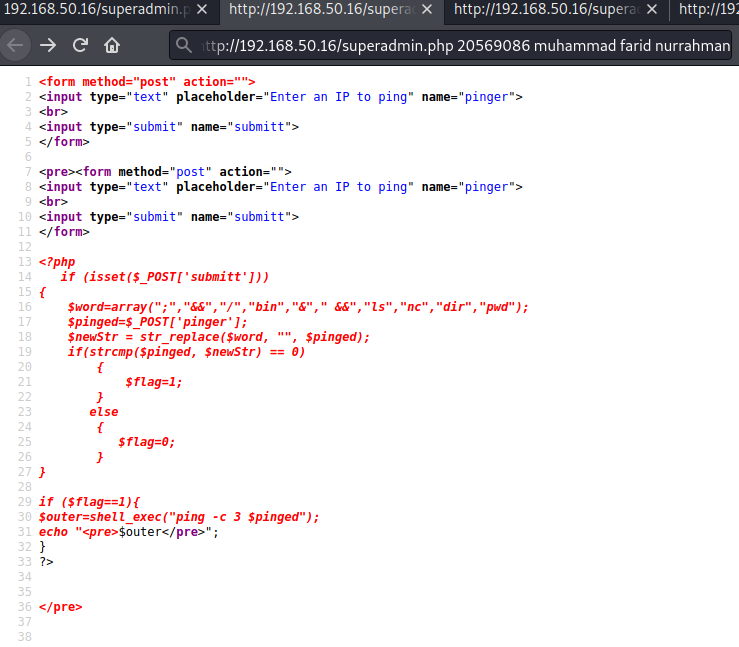 192.168.50.16/superadmin.p http://192.168.50.16/supera http://192.168.50.16/supera http://192
ttp://192.168.50.16/superadmin.php 20569086 muhammad farid nurrahman
1 <form method="post" action="">
2 <input type="text" placeholder="Enter an IP to ping" name="pinger">
3 <br>
4 <input type="submit" name="submitt">
5 </form>
6
7 <pre><form method="post" action="">
8 <input type="text" placeholder="Enter an IP to ping" name="pinger">
9 <br>
10 <input type="submit" name="submitt">
11 </form>
12
13 <?php
14    if (isset($_POST['submitt']))
15 {
16     $word=array(";","&&","/","bin","&"," &&","ls","nc","dir","pwd");
17     $pinged=$_POST['pinger'];
18     $newStr = str_replace($word, "", $pinged);
19     if(strcmp($pinged, $newStr) == 0)
20         {
21             $flag=1;
22         }
23        else
24         {
25            $flag=0;
26         }
27 }
28
29 if ($flag==1){
30 $outer=shell_exec("ping -c 3 $pinged");
31 echo "<pre>$outer</pre>";
32 }
33 ?>
34
35
36 </pre>
37
38